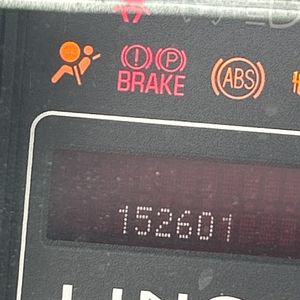 (!) (P)
BRAKE
ABS
152601